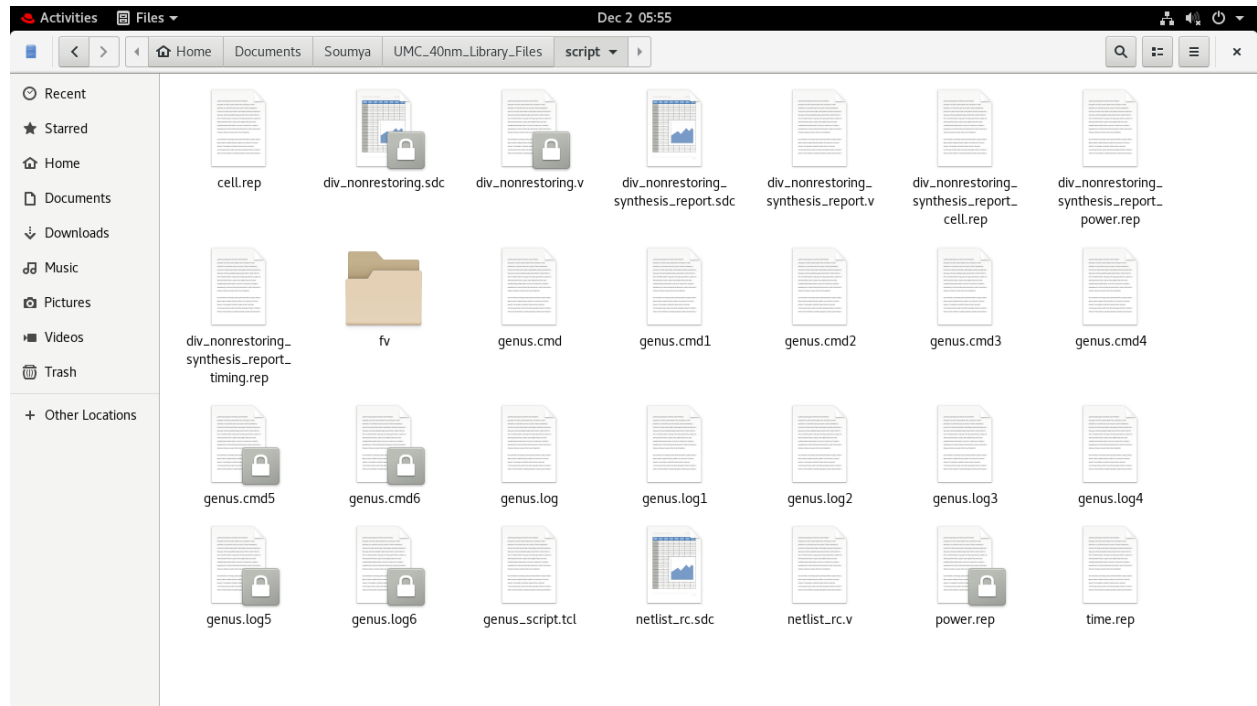 Activities Files Dec 2 05:55
Home Documents Soumya UMC_40nm_Library_Files script
Recent
Starred
Home
Documents
Downloads
Music
Pictures
Videos
Trash
+ Other Locations
cell.rep
div_nonrestoring.sdc
div_nonrestoring.v
div_nonrestoring_
synthesis_report.sdc
div_nonrestoring_
synthesis_report.v
div_nonrestoring_
synthesis_report_
cell.rep
div_nonrestoring_
synthesis_report_
power.rep
div_nonrestoring_
synthesis_report_
timing.rep
fv
genus.cmd
genus.cmd1
genus.cmd2
genus.cmd3
genus.cmd4
genus.cmd5
genus.cmd6
genus.log
genus.log1
genus.log2
genus.log3
genus.log4
genus.log5
genus.log6
genus_script.tcl
netlist_rc.sdc
netlist_rc.v
power.rep
time.rep